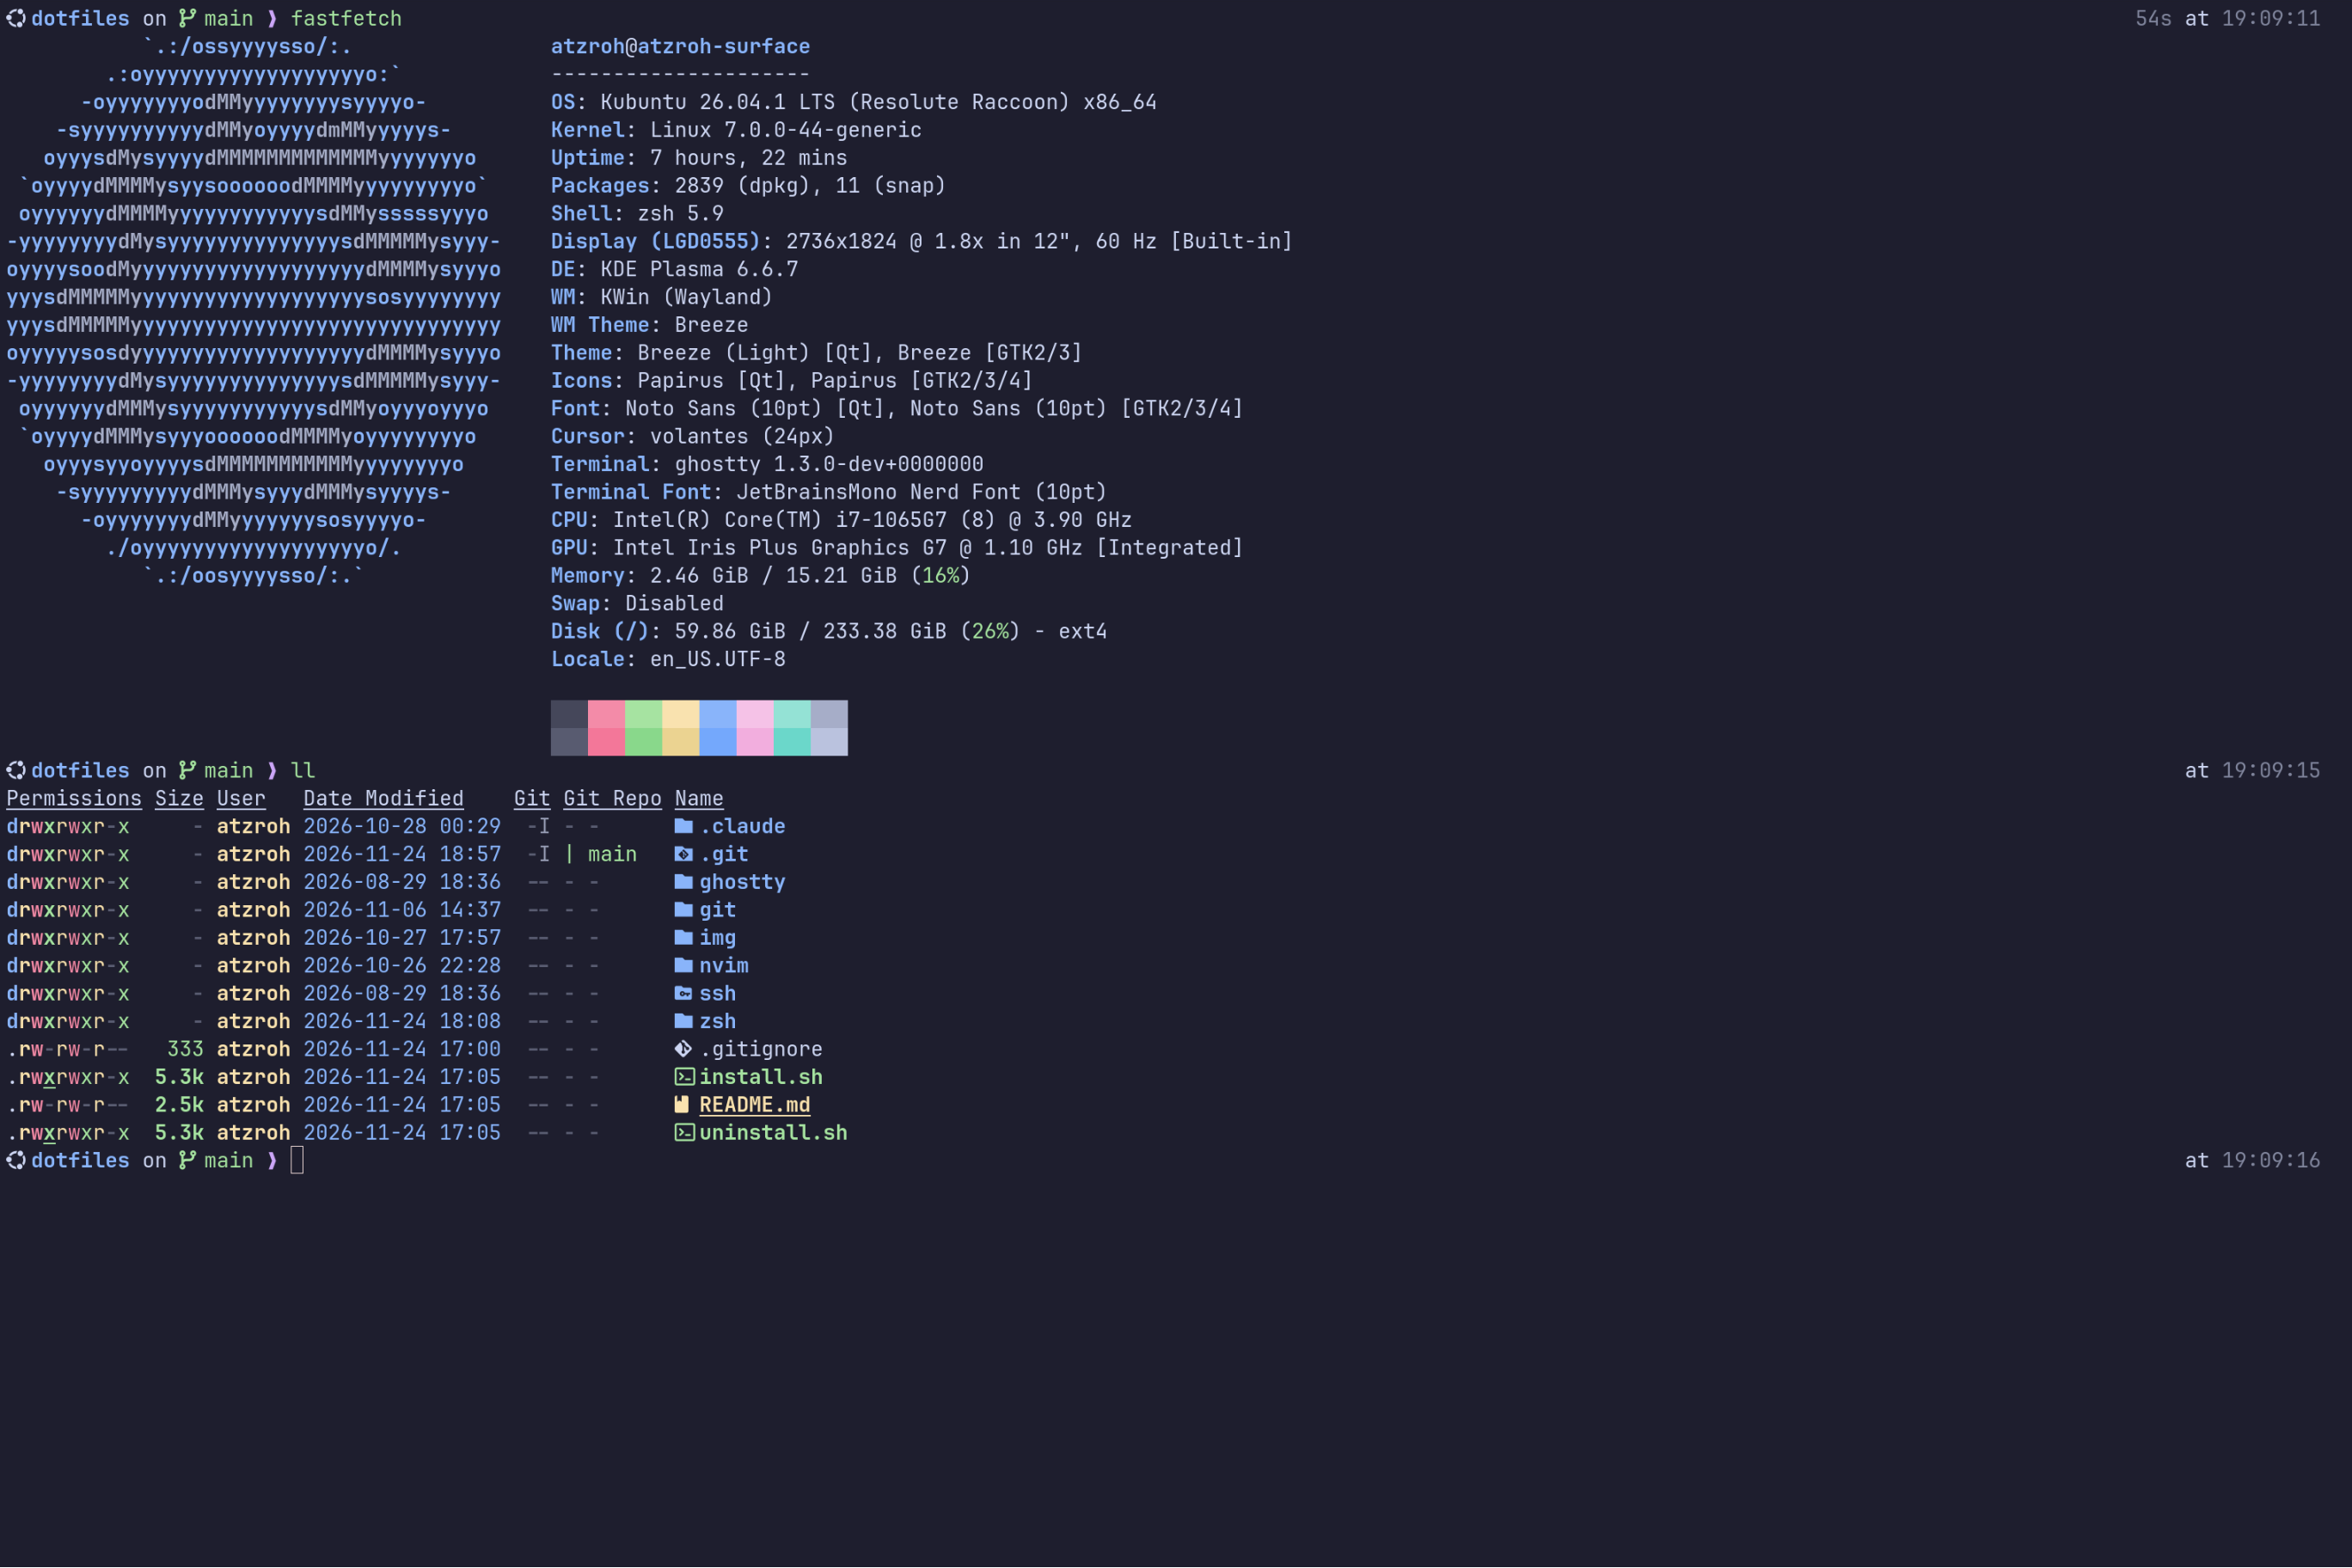 dotfiles on main ❱ fastfetch 54s at 19:09:11
`.:/ossyyyysso/:. atzroh@atzroh-surface
.:oyyyyyyyyyyyyyyyyyyo:` ---------------------
-oyyyyyyyodMMyyyyyyyysyyyyo- OS: Kubuntu 26.04.1 LTS (Resolute Raccoon) x86_64
-syyyyyyyyyydMMyoyyyydmMMyyyyys- Kernel: Linux 7.0.0-44-generic
oyyysdMysyyyydMMMMMMMMMMMMMyyyyyyyo Uptime: 7 hours, 22 mins
`oyyyydMMMMysyysoooooodMMMMyyyyyyyyyo` Packages: 2839 (dpkg), 11 (snap)
oyyyyyydMMMMyyyyyyyyyyyysdMMysssssyyyo Shell: zsh 5.9
-yyyyyyyydMysyyyyyyyyyyyyyysdMMMMMysyyy- Display (LGD0555): 2736x1824 @ 1.8x in 12", 60 Hz [Built-in]
oyyyysoodMyyyyyyyyyyyyyyyyyyydMMMMysyyyo DE: KDE Plasma 6.6.7
yyysdMMMMMyyyyyyyyyyyyyyyyyyysosyyyyyyyy WM: KWin (Wayland)
yyysdMMMMMyyyyyyyyyyyyyyyyyyyyyyyyyyyyyy WM Theme: Breeze
oyyyyysosdyyyyyyyyyyyyyyyyyyydMMMMysyyyo Theme: Breeze (Light) [Qt], Breeze [GTK2/3]
-yyyyyyyydMysyyyyyyyyyyyyyysdMMMMMysyyy- Icons: Papirus [Qt], Papirus [GTK2/3/4]
oyyyyyydMMMysyyyyyyyyyyysdMMyoyyyoyyyo Font: Noto Sans (10pt) [Qt], Noto Sans (10pt) [GTK2/3/4]
`oyyyydMMMysyyyoooooodMMMMyoyyyyyyyyo Cursor: volantes (24px)
oyyysyyoyyyysdMMMMMMMMMMMyyyyyyyyo Terminal: ghostty 1.3.0-dev+0000000
-syyyyyyyyydMMMysyyydMMMysyyyys- Terminal Font: JetBrainsMono Nerd Font (10pt)
-oyyyyyyydMMyyyyyyysosyyyyo- CPU: Intel(R) Core(TM) i7-1065G7 (8) @ 3.90 GHz
./oyyyyyyyyyyyyyyyyyyo/. GPU: Intel Iris Plus Graphics G7 @ 1.10 GHz [Integrated]
`.:/oosyyyysso/:.` Memory: 2.46 GiB / 15.21 GiB (16%)
Swap: Disabled
Disk (/): 59.86 GiB / 233.38 GiB (26%) - ext4
Locale: en_US.UTF-8
dotfiles on main ❱ ll at 19:09:15
Permissions Size User Date Modified Git Git Repo Name
drwxrwxr-x - atzroh 2026-10-28 00:29 -I - - .claude
drwxrwxr-x - atzroh 2026-11-24 18:57 -I | main .git
drwxrwxr-x - atzroh 2026-08-29 18:36 -- - - ghostty
drwxrwxr-x - atzroh 2026-11-06 14:37 -- - - git
drwxrwxr-x - atzroh 2026-10-27 17:57 -- - - img
drwxrwxr-x - atzroh 2026-10-26 22:28 -- - - nvim
drwxrwxr-x - atzroh 2026-08-29 18:36 -- - - ssh
drwxrwxr-x - atzroh 2026-11-24 18:08 -- - - zsh
.rw-rw-r-- 333 atzroh 2026-11-24 17:00 -- - - .gitignore
.rwxrwxr-x 5.3k atzroh 2026-11-24 17:05 -- - - install.sh
.rw-rw-r-- 2.5k atzroh 2026-11-24 17:05 -- - - README.md
.rwxrwxr-x 5.3k atzroh 2026-11-24 17:05 -- - - uninstall.sh
dotfiles on main ❱ at 19:09:16